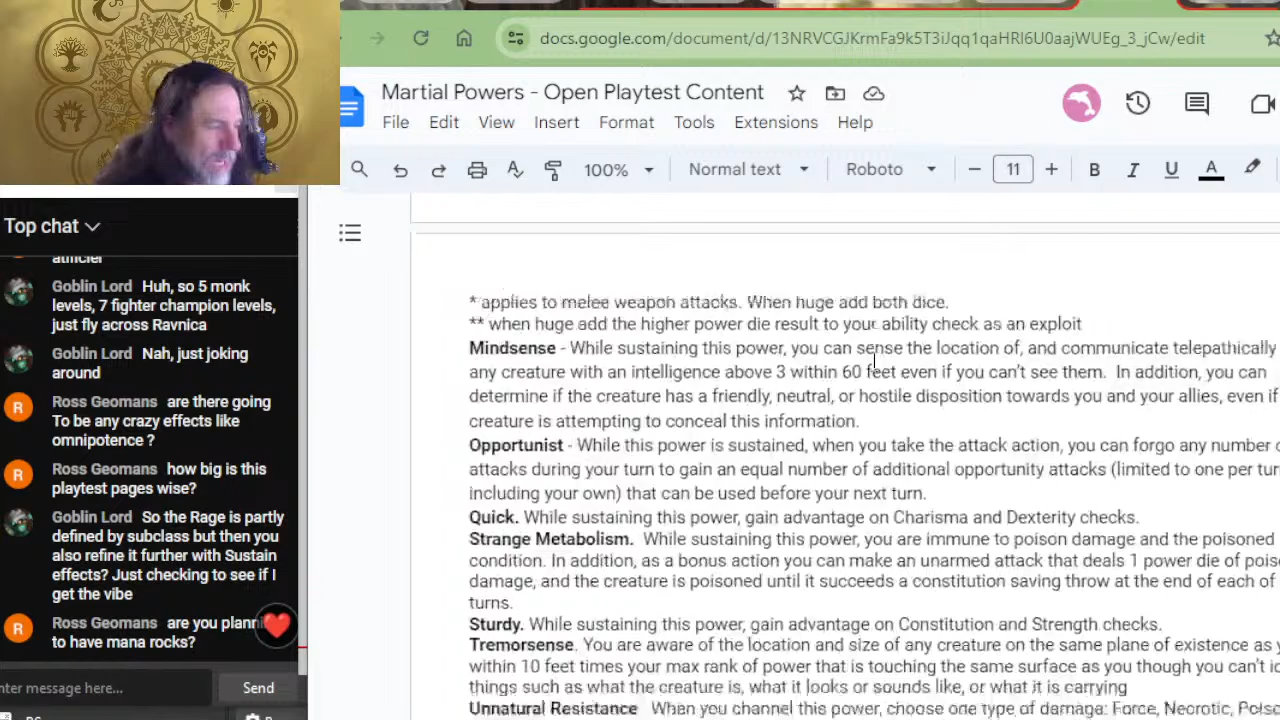 docs.google.com/document/d/13NRVCGJKrmFa9k5T3iJqq1qaHRl6U0aajWUEg_3_jCw/edit
Martial Powers - Open Playtest Content
File Edit View Insert Format Tools Extensions Help
100% Normal text Roboto 11 B I U A
Top chat
Goblin Lord Huh, so 5 monk
levels, 7 fighter champion levels,
just fly across Ravnica
Goblin Lord Nah, just joking
around
Ross Geomans are there going
To be any crazy effects like
omnipotence ?
Ross Geomans how big is this
playtest pages wise?
Goblin Lord So the Rage is partly
defined by subclass but then you
also refine it further with Sustain
effects? Just checking to see if I
get the vibe
Ross Geomans are you planni
to have mana rocks?
nter message here...
Send
* applies to melee weapon attacks. When huge add both dice.
** when huge add the higher power die result to your ability check as an exploit
Mindsense - While sustaining this power, you can sense the location of, and communicate telepathically
any creature with an intelligence above 3 within 60 feet even if you can't see them. In addition, you can
determine if the creature has a friendly, neutral, or hostile disposition towards you and your allies, even if
creature is attempting to conceal this information.
Opportunist - While this power is sustained, when you take the attack action, you can forgo any number o
attacks during your turn to gain an equal number of additional opportunity attacks (limited to one per tur
including your own) that can be used before your next turn.
Quick. While sustaining this power, gain advantage on Charisma and Dexterity checks.
Strange Metabolism. While sustaining this power, you are immune to poison damage and the poisoned
condition. In addition, as a bonus action you can make an unarmed attack that deals 1 power die of pois
damage, and the creature is poisoned until it succeeds a constitution saving throw at the end of each of
turns.
Sturdy. While sustaining this power, gain advantage on Constitution and Strength checks.
Tremorsense. You are aware of the location and size of any creature on the same plane of existence as y
within 10 feet times your max rank of power that is touching the same surface as you though you can't id
things such as what the creature is, what it looks or sounds like, or what it is carrying
Unnatural Resistance When you channel this power, choose one type of damage Force, Necrotic, Poiso